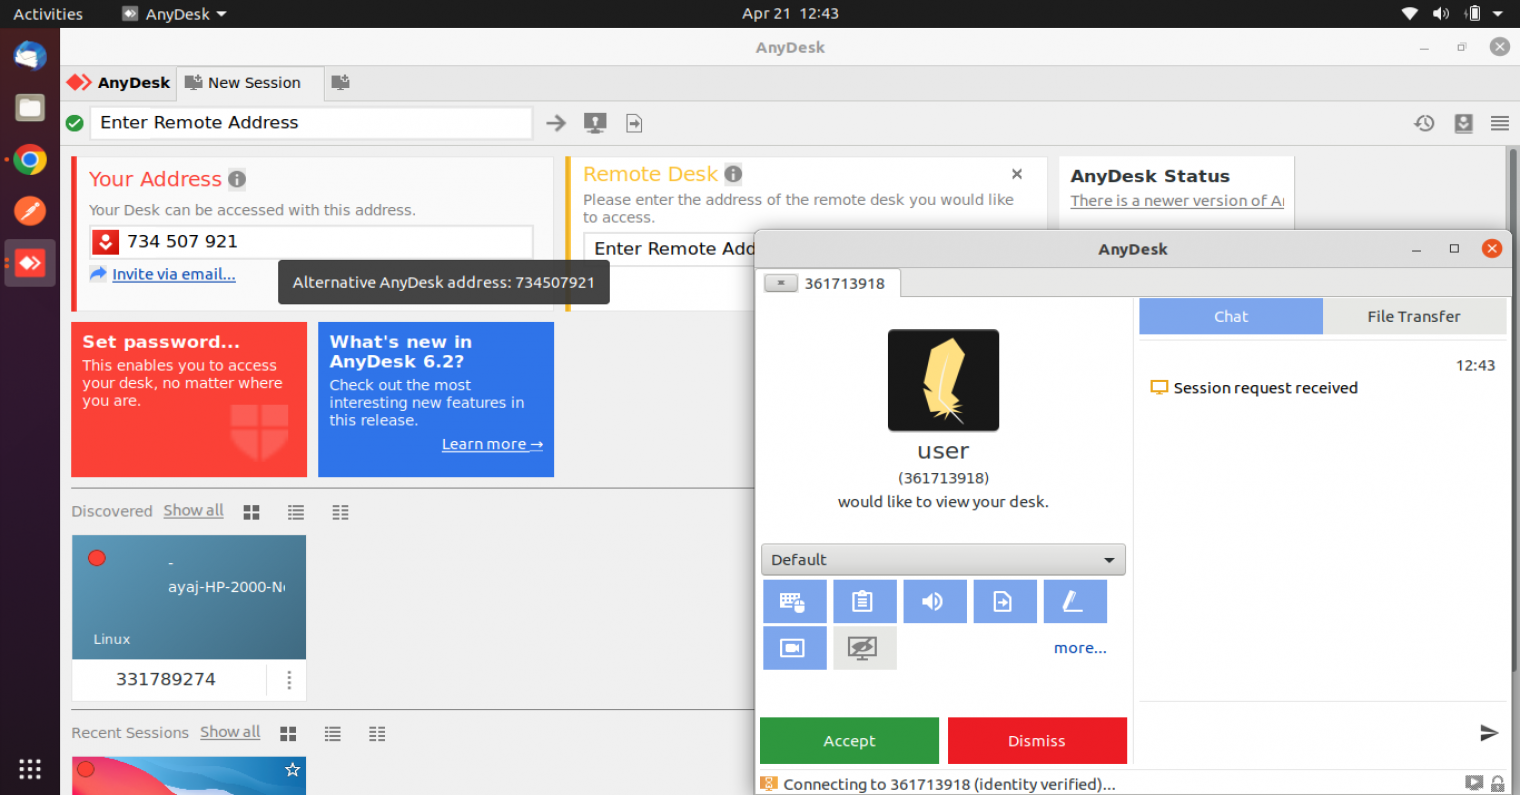 Activities AnyDesk Apr 21 12:43
AnyDesk
AnyDesk New Session
Enter Remote Address
Your Address
Your Desk can be accessed with this address.
734 507 921
Invite via email...
Alternative AnyDesk address: 734507921
Remote Desk
Please enter the address of the remote desk you would like
to access.
Enter Remote Add
AnyDesk Status
There is a newer version of Ar
Set password...
This enables you to access
your desk, no matter where
you are.
What's new in
AnyDesk 6.2?
Check out the most
interesting new features in
this release.
Learn more →
Discovered Show all
-
ayaj-HP-2000-No
Linux
331789274
Recent Sessions Show all
AnyDesk
361713918
user
(361713918)
would like to view your desk.
Default
more...
Accept Dismiss
Chat File Transfer
12:43
Session request received
Connecting to 361713918 (identity verified)...